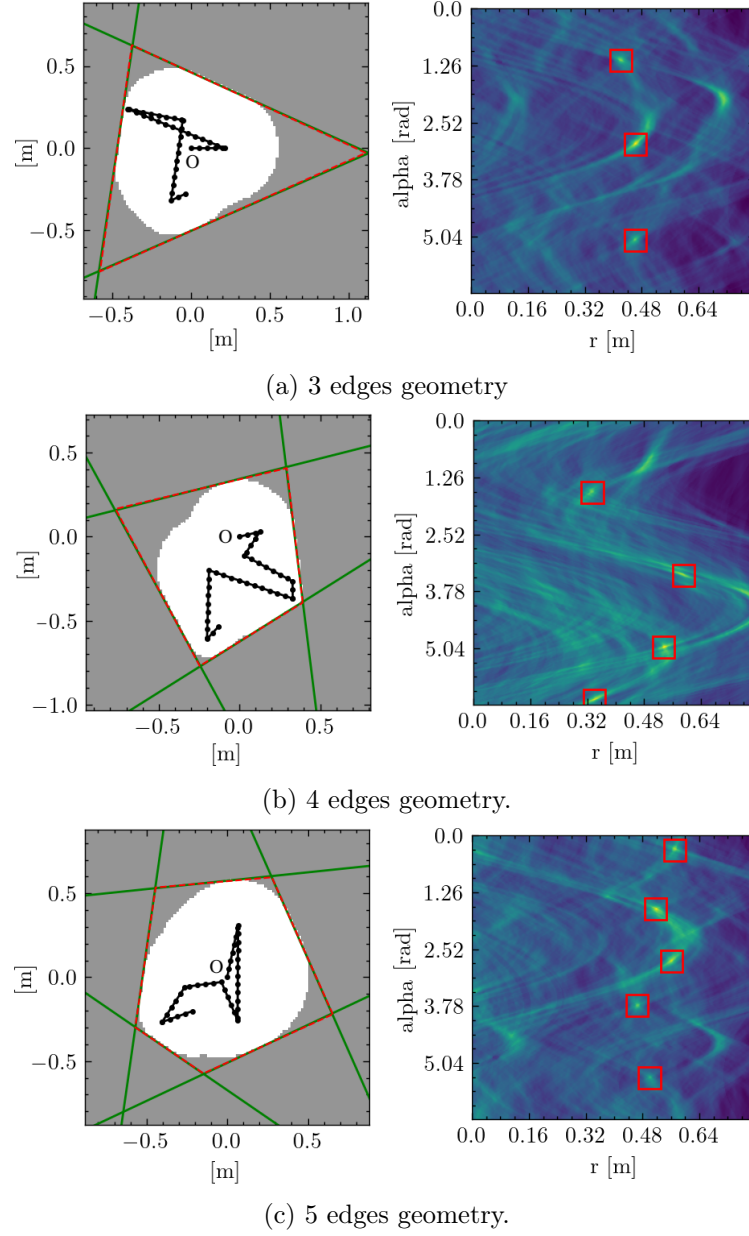 0.5
0.0
−0.5
[m]
O
−0.5 0.0 0.5 1.0
[m]
0.0
1.26
2.52
3.78
5.04
alpha [rad]
0.0 0.16 0.32 0.48 0.64
r [m]
(a) 3 edges geometry
0.5
0.0
−0.5
−1.0
[m]
O
−0.5 0.0 0.5
[m]
0.0
1.26
2.52
3.78
5.04
alpha [rad]
0.0 0.16 0.32 0.48 0.64
r [m]
(b) 4 edges geometry.
0.5
0.0
−0.5
[m]
O
−0.5 0.0 0.5
[m]
0.0
1.26
2.52
3.78
5.04
alpha [rad]
0.0 0.16 0.32 0.48 0.64
r [m]
(c) 5 edges geometry.